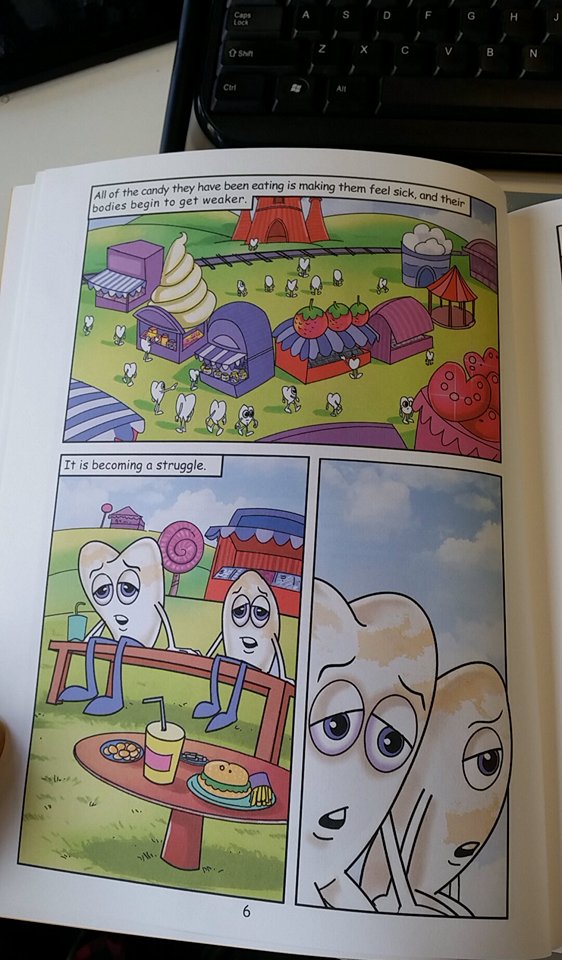 Caps
Lock
A S D F G H J
Shift
Z X C V B N
Ctrl
Alt
All of the candy they have been eating is making them feel sick, and their
bodies begin to get weaker.
It is becoming a struggle.
6